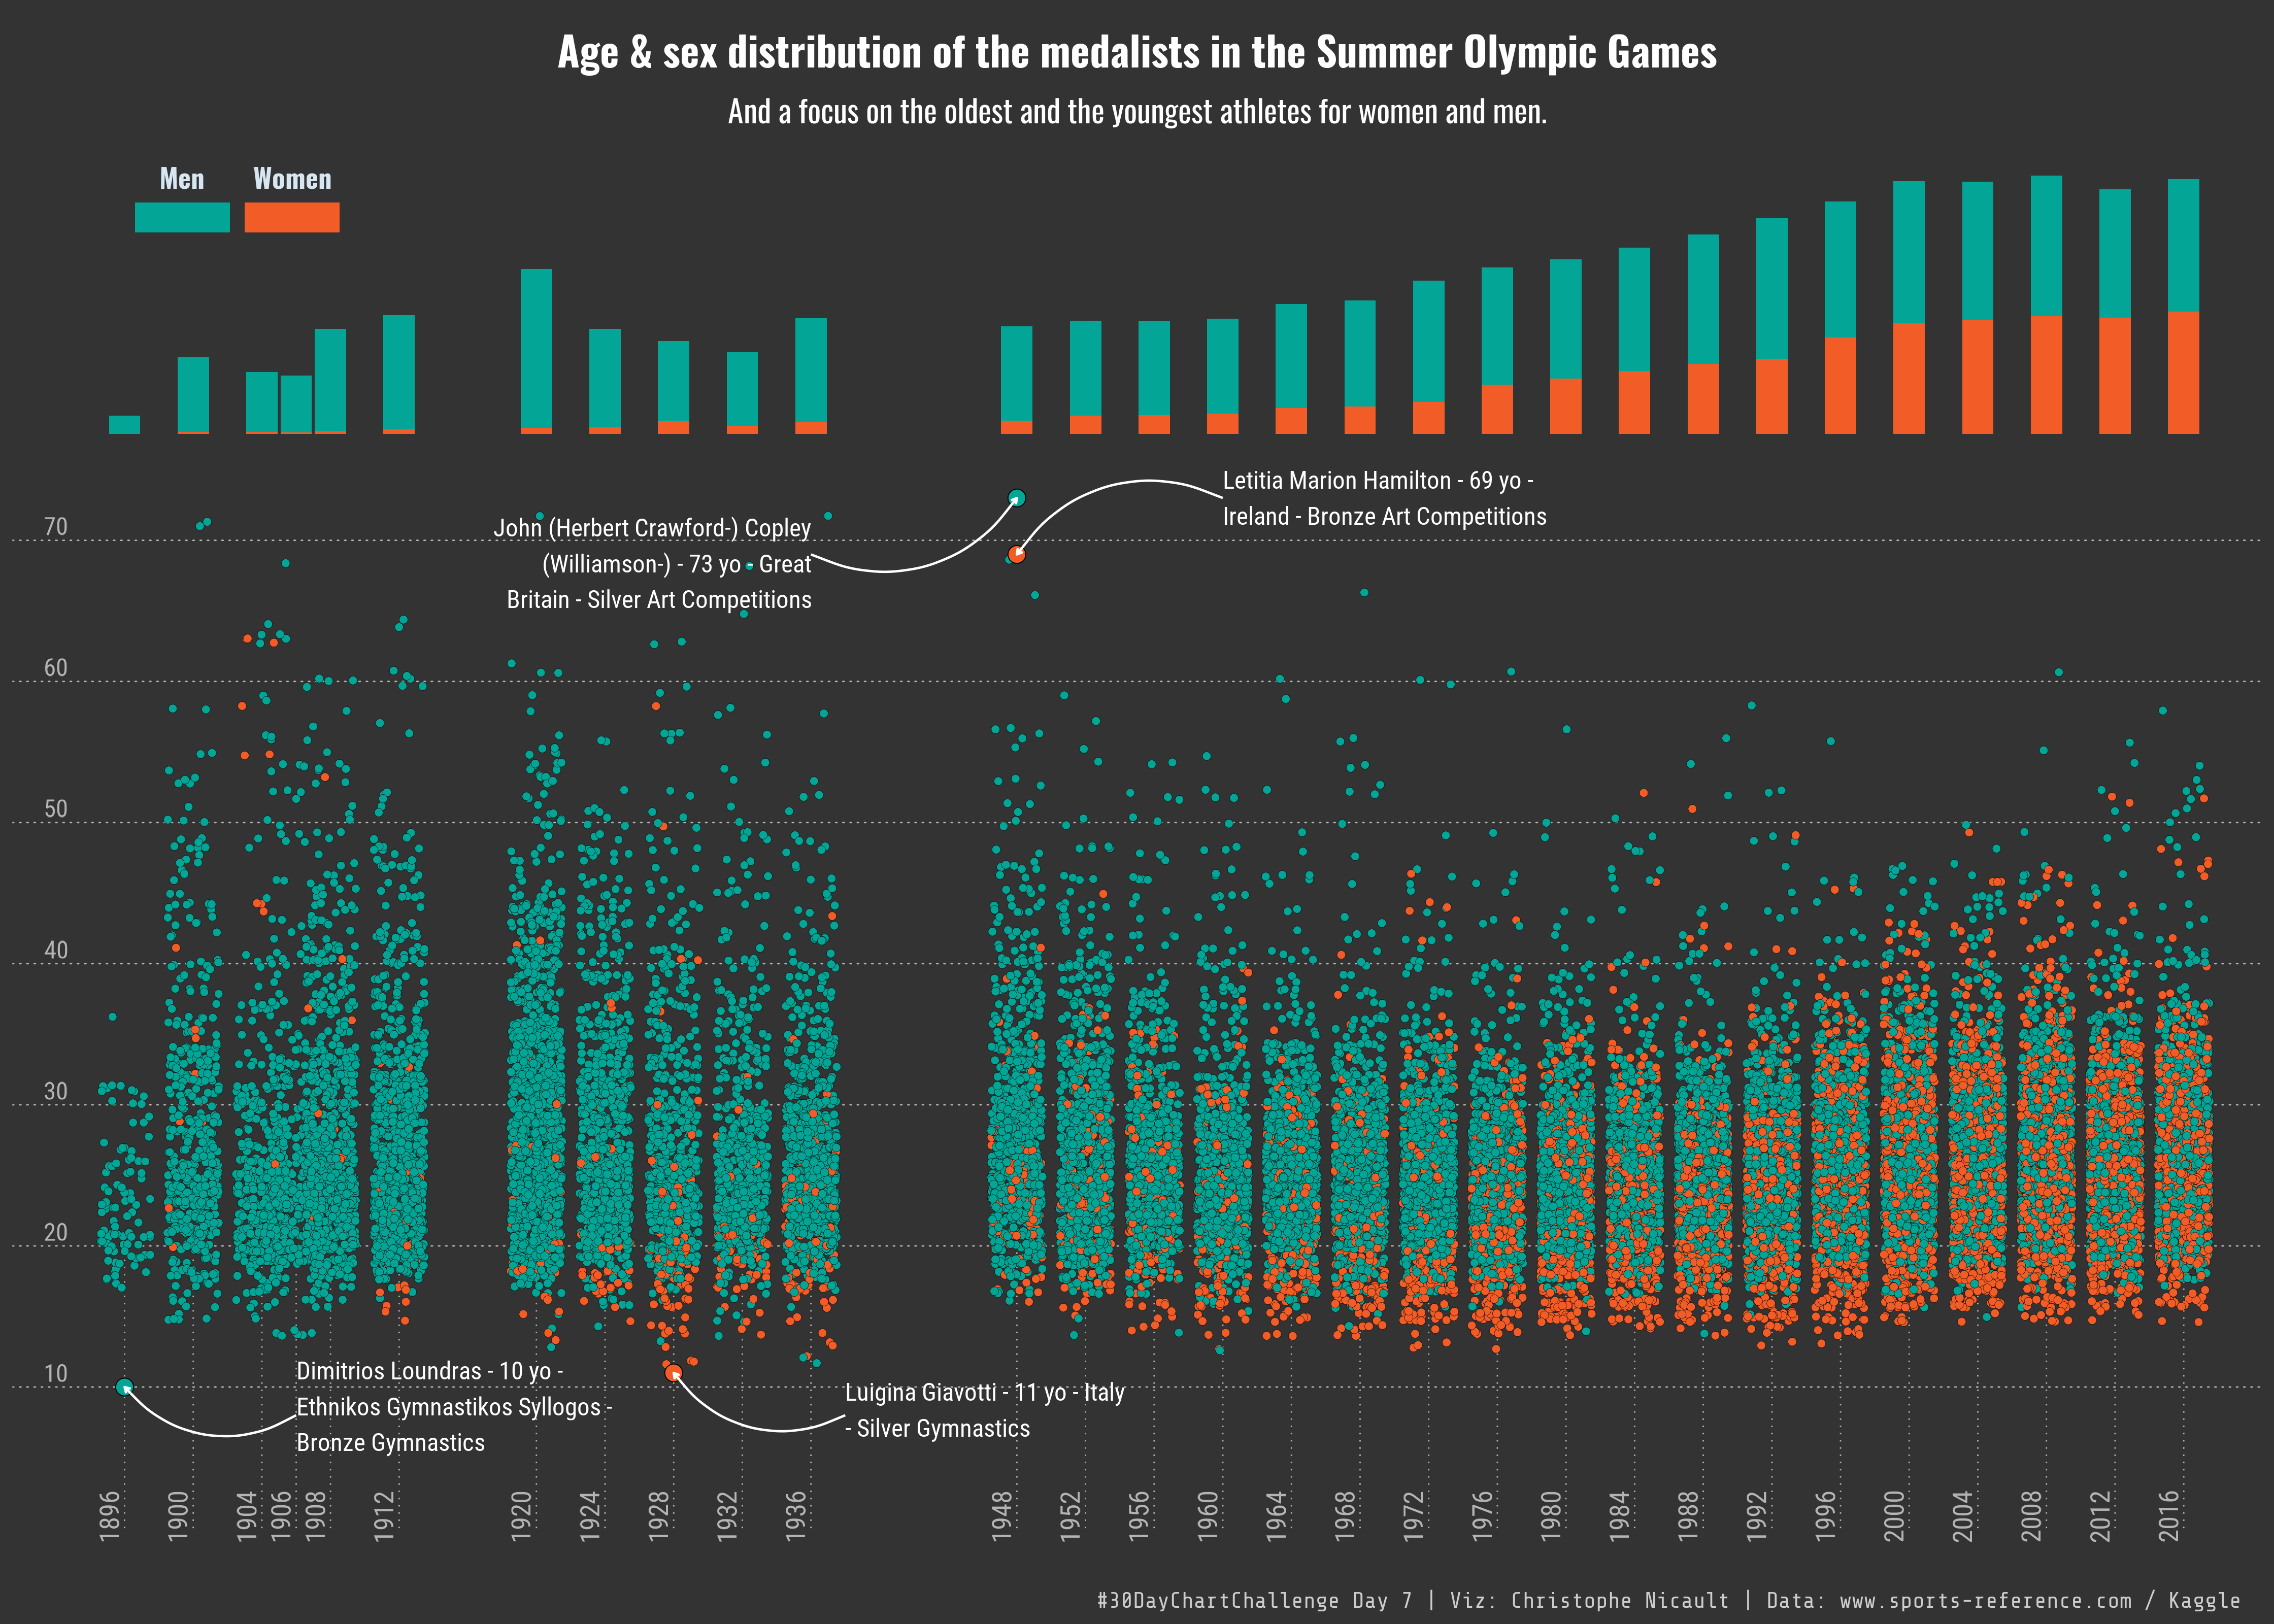 Age & sex distribution of the medalists in the Summer Olympic Games
And a focus on the oldest and the youngest athletes for women and men.
Men Women
Letitia Marion Hamilton - 69 yo -
Ireland - Bronze Art Competitions
John (Herbert Crawford-) Copley
(Williamson-) - 73 yo - Great
Britain - Silver Art Competitions
70
60
50
40
30
20
10
Dimitrios Loundras - 10 yo -
Ethnikos Gymnastikos Syllogos -
Bronze Gymnastics
Luigina Giavotti - 11 yo - Italy
- Silver Gymnastics
1896 1900 1904 1906 1908 1912 1920 1924 1928 1932 1936 1948 1952 1956 1960 1964 1968 1972 1976 1980 1984 1988 1992 1996 2000 2004 2008 2012 2016
#30DayChartChallenge Day 7 | Viz: Christophe Nicault | Data: www.sports-reference.com / Kaggle